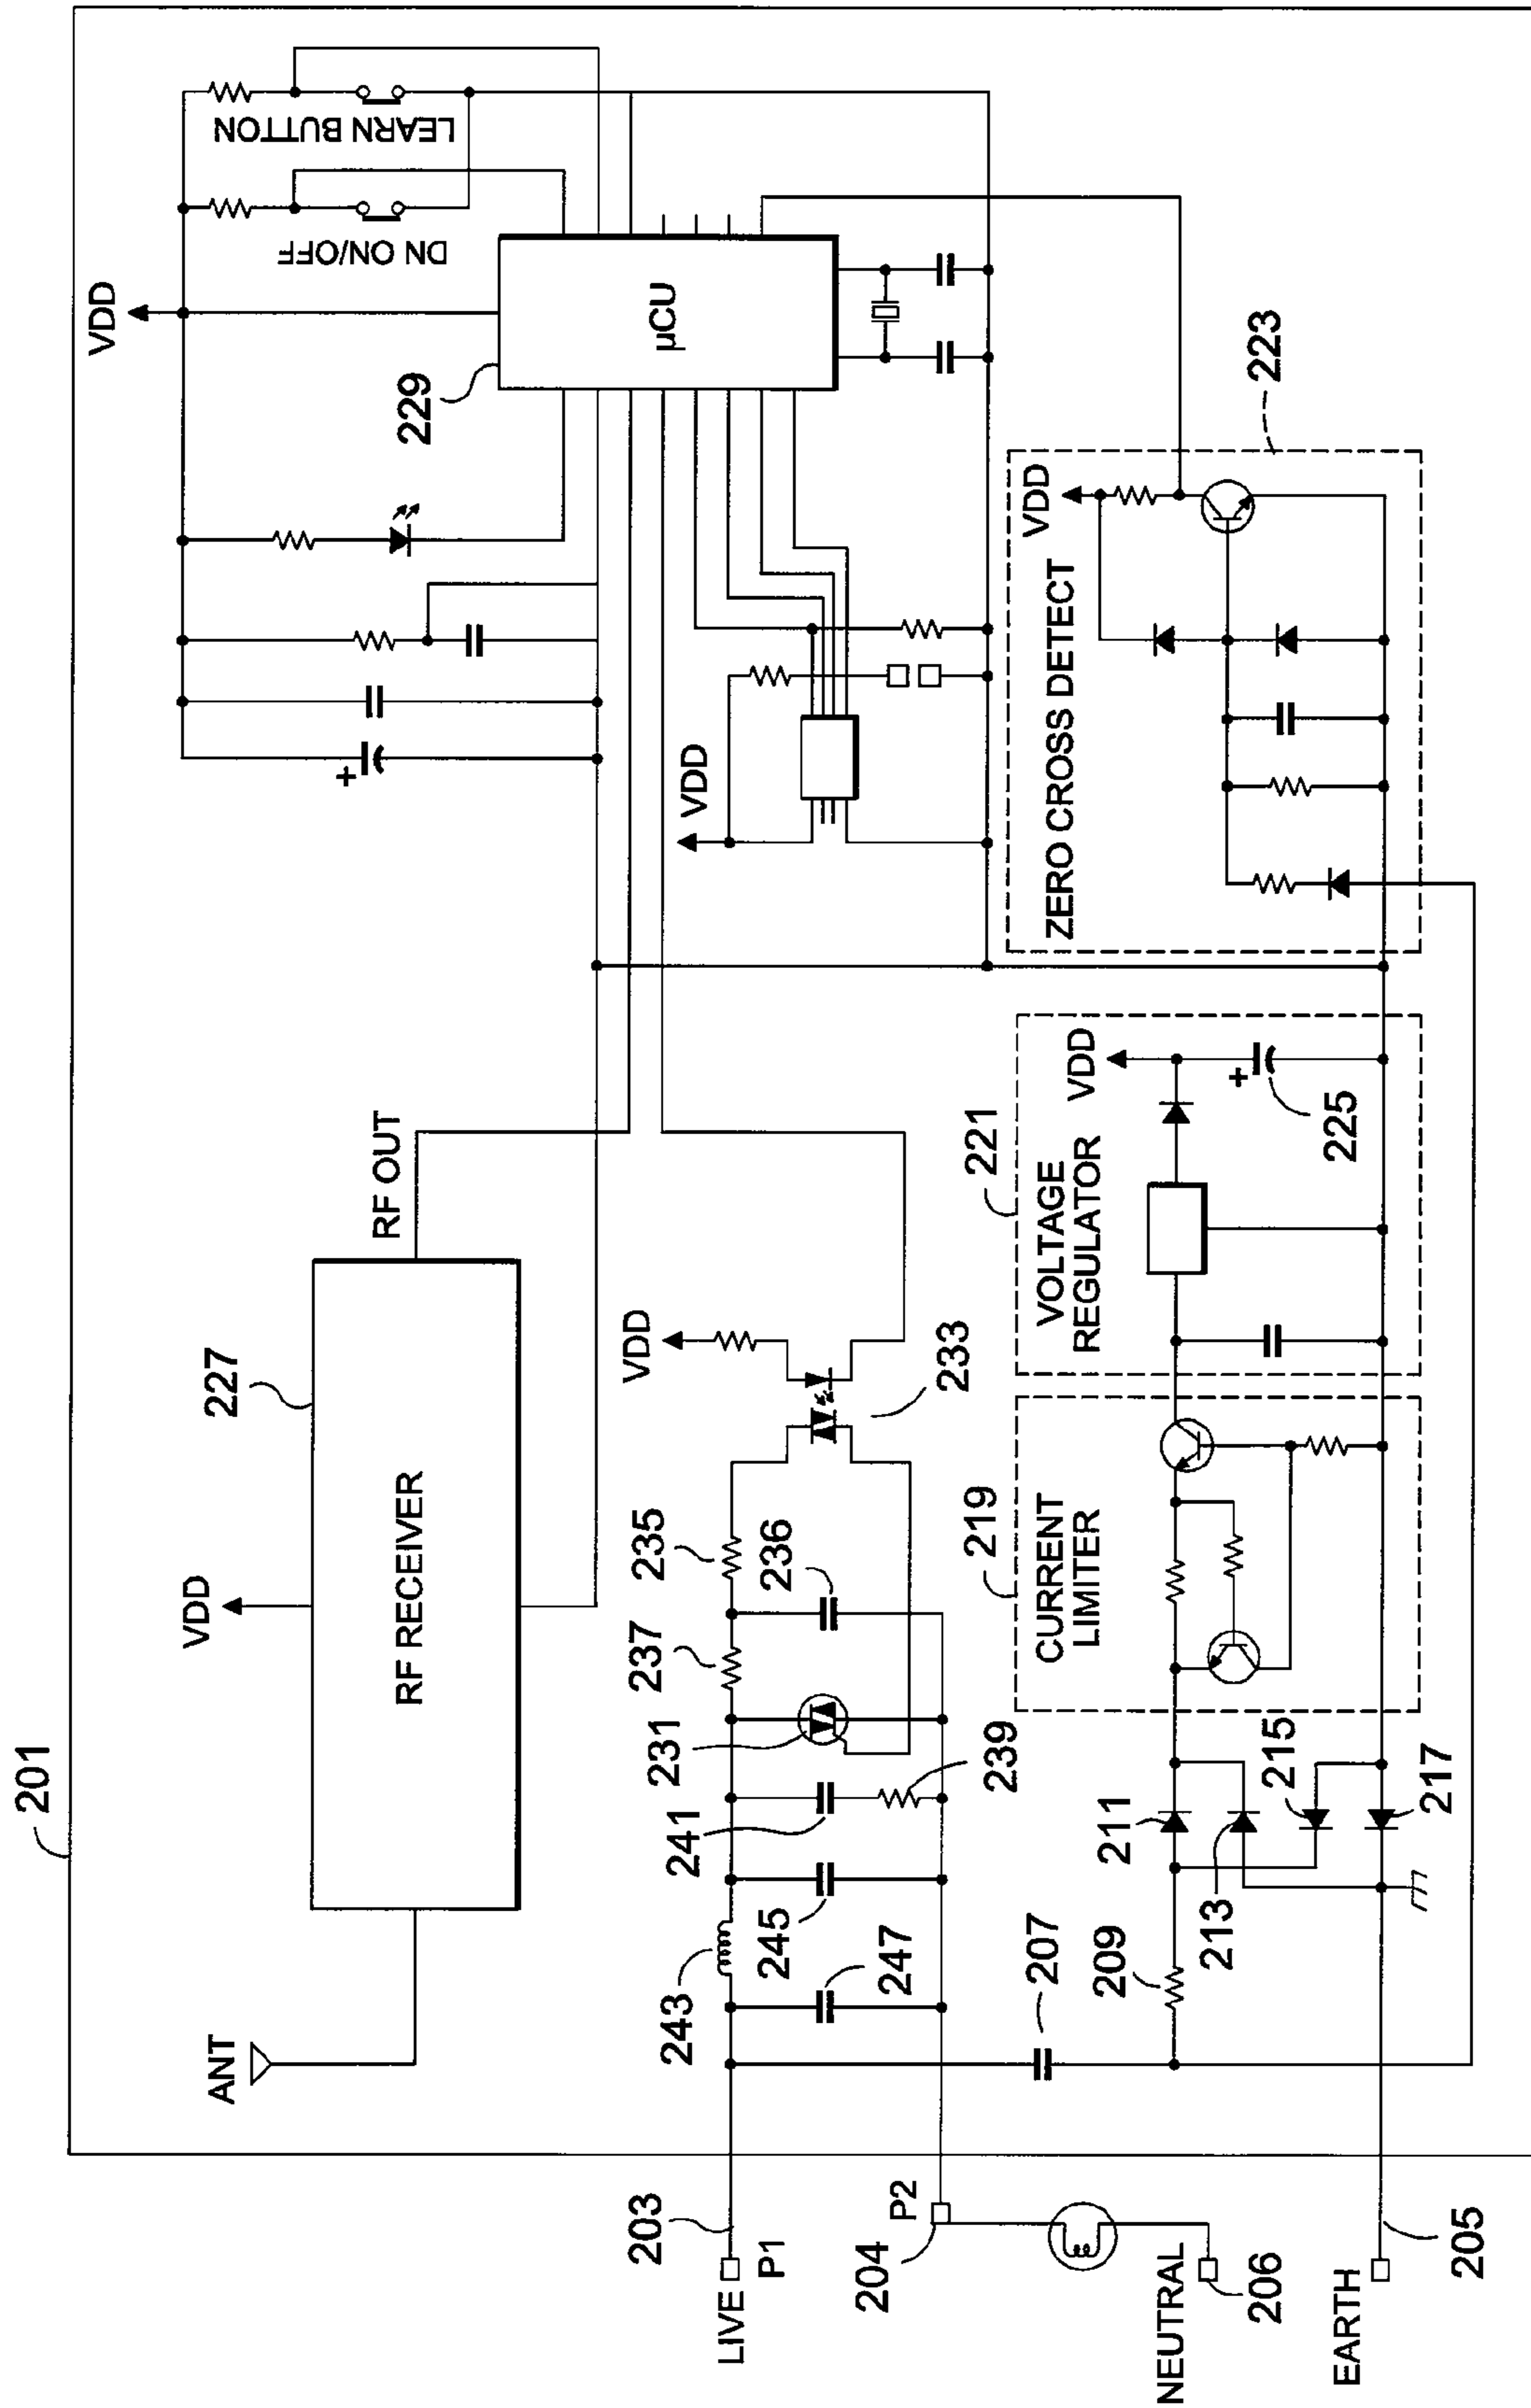 201
ANT
VDD
227
RF RECEIVER
RF OUT
VDD
LEARN BUTTON
DN ON/OFF
229
µCU
VDD
VDD
233
235
236
237
231
239
241
243
245
247
LIVE
P1
203
204
P2
NEUTRAL
206
EARTH
205
207
209
211
213
215
217
219
CURRENT
LIMITER
221
VOLTAGE
REGULATOR
VDD
+
225
+
ZERO CROSS DETECT
VDD
223